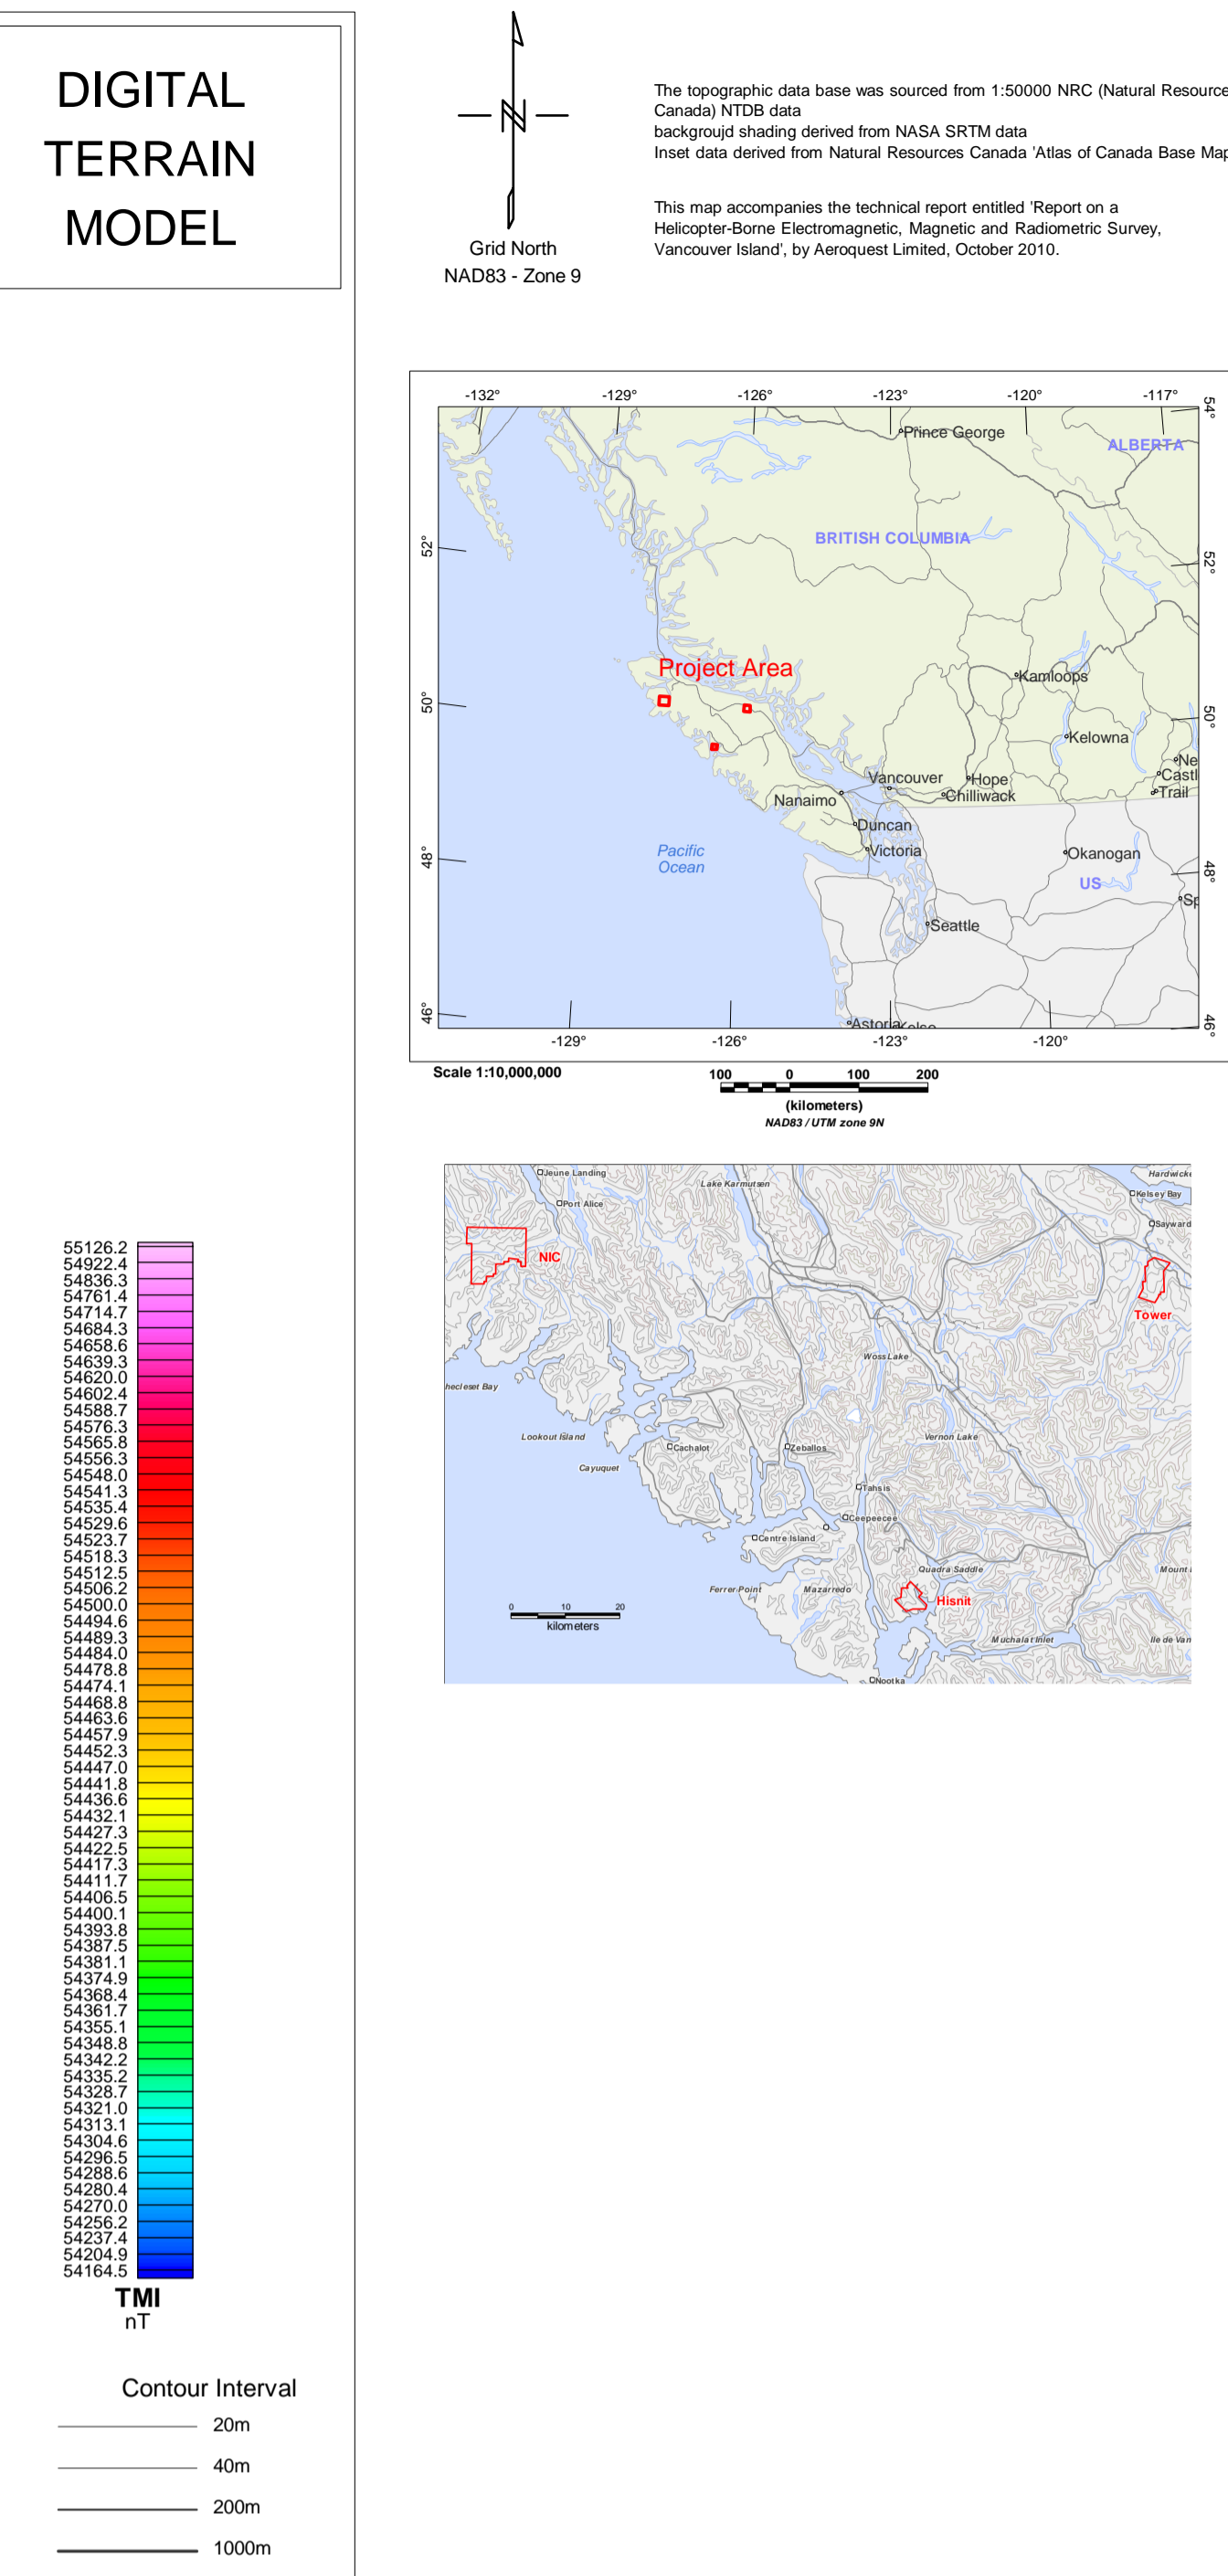 DIGITAL
TERRAIN
MODEL
Grid North
NAD83 - Zone 9
The topographic data base was sourced from 1:50000 NRC (Natural Resource
Canada) NTDB data
backgroujd shading derived from NASA SRTM data
Inset data derived from Natural Resources Canada 'Atlas of Canada Base Map
This map accompanies the technical report entitled 'Report on a
Helicopter-Borne Electromagnetic, Magnetic and Radiometric Survey,
Vancouver Island', by Aeroquest Limited, October 2010.
-132° -129° -126° -123° -120° -117°
54°
Prince George
ALBERTA
BRITISH COLUMBIA
52° 52°
Project Area
Kamloops
50° 50°
Kelowna
Ne
Castl
Vancouver Hope
Trail
Nanaimo Chilliwack
Duncan
Victoria
Pacific
Ocean
Okanogan
48° 48°
US
Sp
Seattle
46° 46°
Astoria Kelso
-129° -126° -123° -120°
Scale 1:10,000,000
100 0 100 200
(kilometers)
NAD83 / UTM zone 9N
Jeune Landing
Port Alice
Lake Karmutsen
Hardwicke
Kelsey Bay
Sayward
NIC
Tower
Woss Lake
hecleset Bay
Lookout Island
Cayuquet
Cachalot
Zeballos
Vernon Lake
Tahsis
Ceepeecee
Centre Island
Quadra Saddle
Mount
Ferrer Point
Mazarredo
Hisnit
0 10 20
kilometers
Muchalat Inlet
Ile de Van
Nootka
55126.2
54922.4
54836.3
54761.4
54714.7
54684.3
54658.6
54639.3
54620.0
54602.4
54588.7
54576.3
54565.8
54556.3
54548.0
54541.3
54535.4
54529.6
54523.7
54518.3
54512.5
54506.2
54500.0
54494.6
54489.3
54484.0
54478.8
54474.1
54468.8
54463.6
54457.9
54452.3
54447.0
54441.8
54436.6
54432.1
54427.3
54422.5
54417.3
54411.7
54406.5
54400.1
54393.8
54387.5
54381.1
54374.9
54368.4
54361.7
54355.1
54348.8
54342.2
54335.2
54328.7
54321.0
54313.1
54304.6
54296.5
54288.6
54280.4
54270.0
54256.2
54237.4
54204.9
54164.5
TMI
nT
Contour Interval
20m
40m
200m
1000m